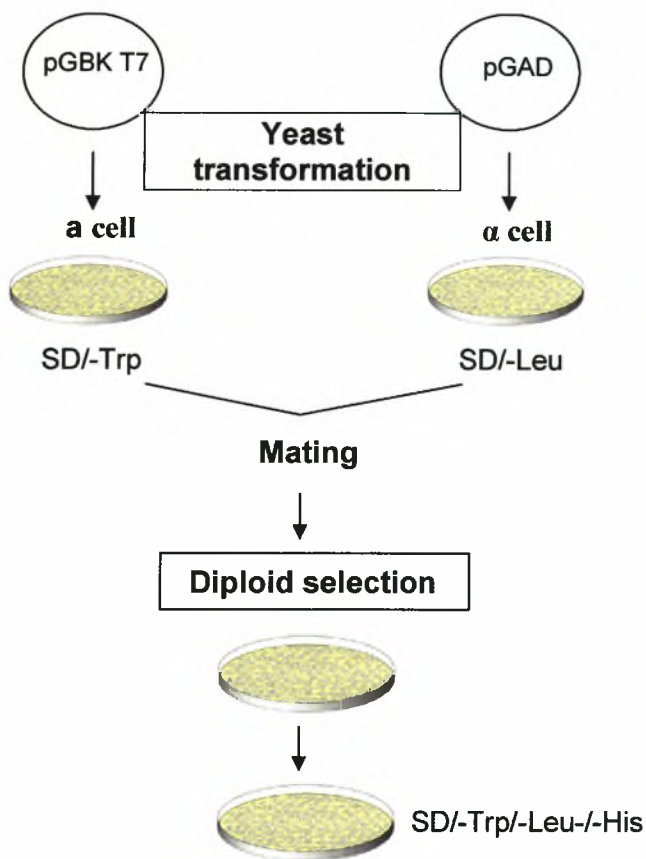 pGBK T7
pGAD
Yeast
transformation
a cell
α cell
SD/-Trp
SD/-Leu
Mating
Diploid selection
SD/-Trp/-Leu-/-His